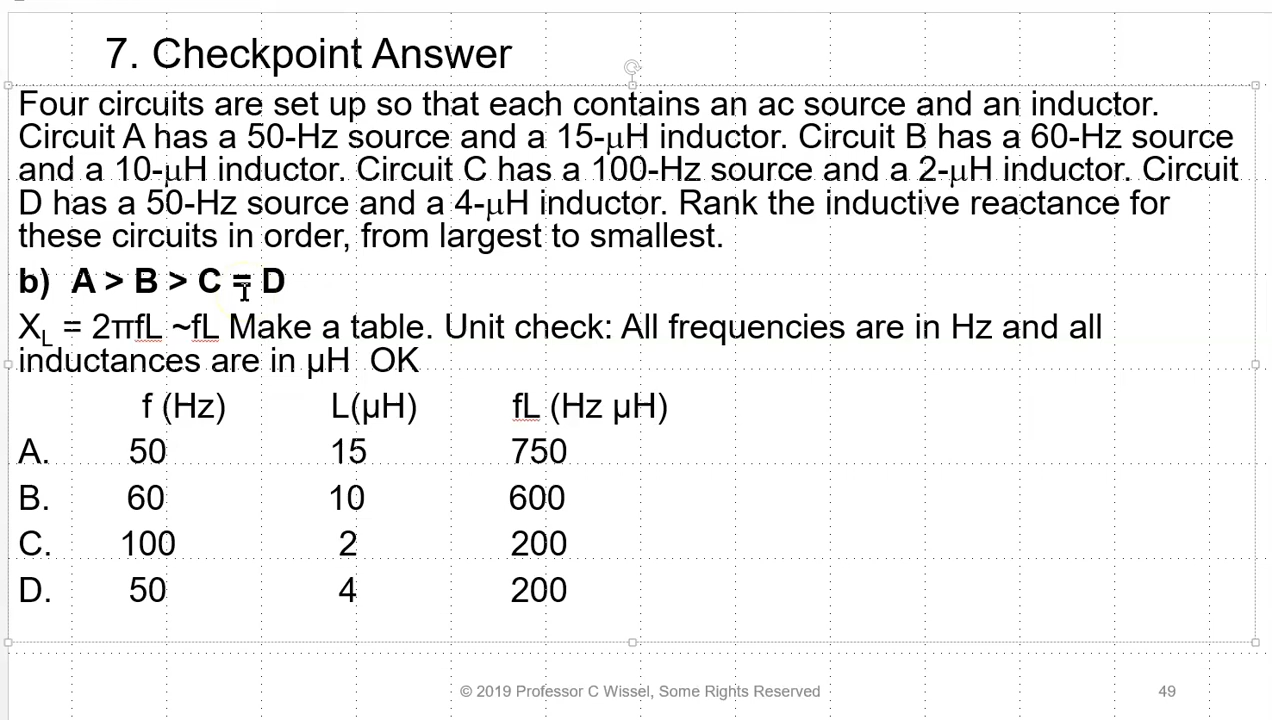 7. Checkpoint Answer
Four circuits are set up so that each contains an ac source and an inductor.
Circuit A has a 50-Hz source and a 15-μH inductor. Circuit B has a 60-Hz source
and a 10-μH inductor. Circuit C has a 100-Hz source and a 2-μH inductor. Circuit
D has a 50-Hz source and a 4-μH inductor. Rank the inductive reactance for
these circuits in order, from largest to smallest.
b) A > B > C = D
X_L = 2πfL ~fL Make a table. Unit check: All frequencies are in Hz and all
inductances are in μH OK
f (Hz) L(μH) fL (Hz μH)
A. 50 15 750
B. 60 10 600
C. 100 2 200
D. 50 4 200
© 2019 Professor C Wissel, Some Rights Reserved 49